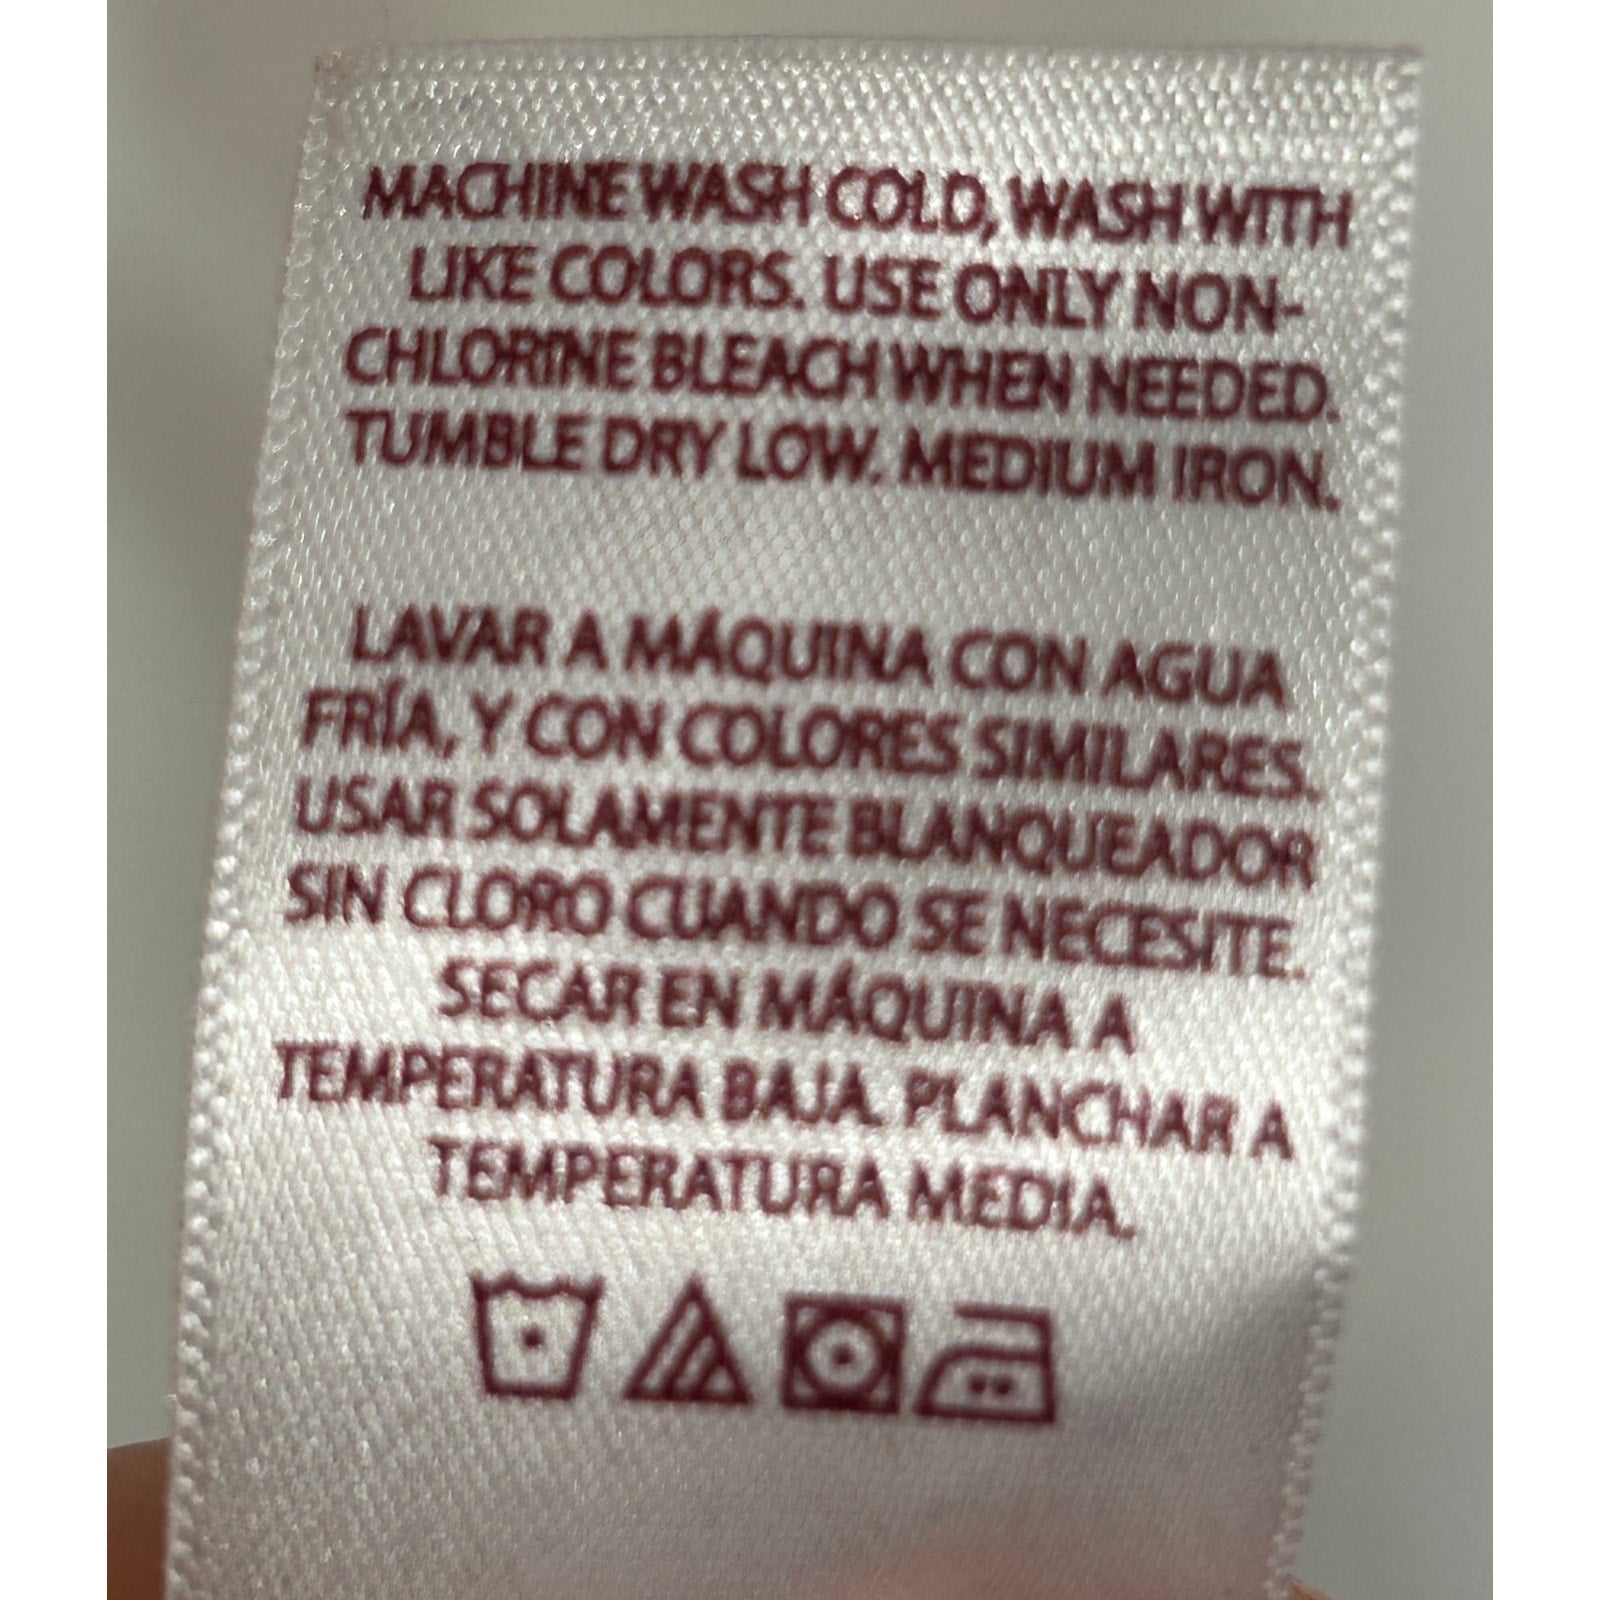 MACHINE WASH COLD, WASH WITH
LIKE COLORS. USE ONLY NON-
CHLORINE BLEACH WHEN NEEDED.
TUMBLE DRY LOW. MEDIUM IRON.
LAVAR A MÁQUINA CON AGUA
FRÍA, Y CON COLORES SIMILARES.
USAR SOLAMENTE BLANQUEADOR
SIN CLORO CUANDO SE NECESITE.
SECAR EN MÁQUINA A
TEMPERATURA BAJA. PLANCHAR A
TEMPERATURA MEDIA.